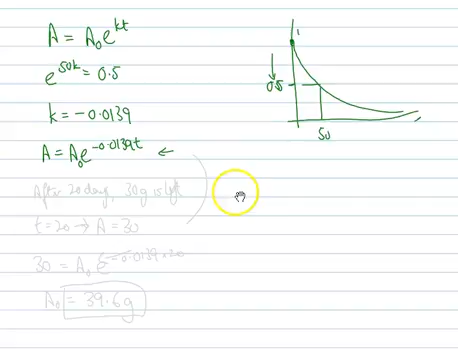 A = A₀e^{kt}
e^{50k} = 0.5
k = -0.0139
A = A₀e^{-0.0139t} ←
After 20 days, 30g is left
t=20 → A = 30
30 = A₀ e^{-0.0139×20}
A₀ = 39.6g
1
0.5
50